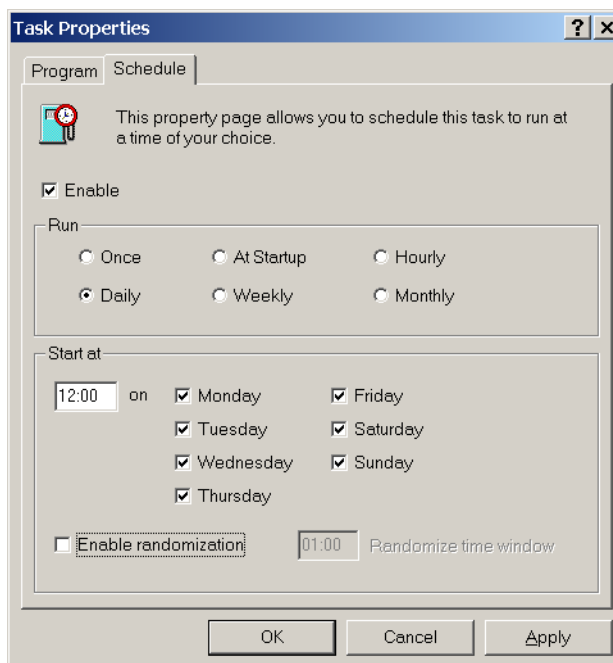 Task Properties
Program Schedule
This property page allows you to schedule this task to run at
a time of your choice.
Enable
Run
Once At Startup Hourly
Daily Weekly Monthly
Start at
12:00 on Monday Friday
Tuesday Saturday
Wednesday Sunday
Thursday
Enable randomization 01:00 Randomize time window
OK Cancel Apply